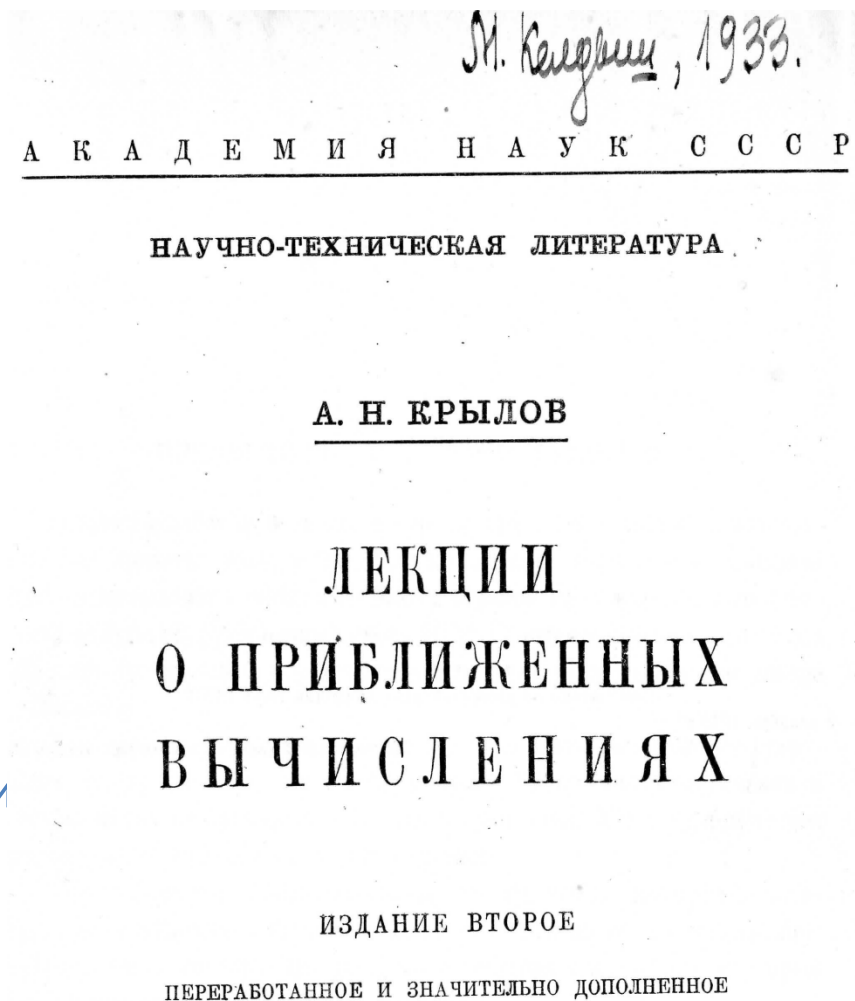 М. Келдыш, 1933.
АКАДЕМИЯ НАУК СССР
НАУЧНО-ТЕХНИЧЕСКАЯ ЛИТЕРАТУРА
А. Н. КРЫЛОВ
ЛЕКЦИИ
О ПРИБЛИЖЕННЫХ
ВЫЧИСЛЕНИЯХ
ИЗДАНИЕ ВТОРОЕ
ПЕРЕРАБОТАННОЕ И ЗНАЧИТЕЛЬНО ДОПОЛНЕННОЕ